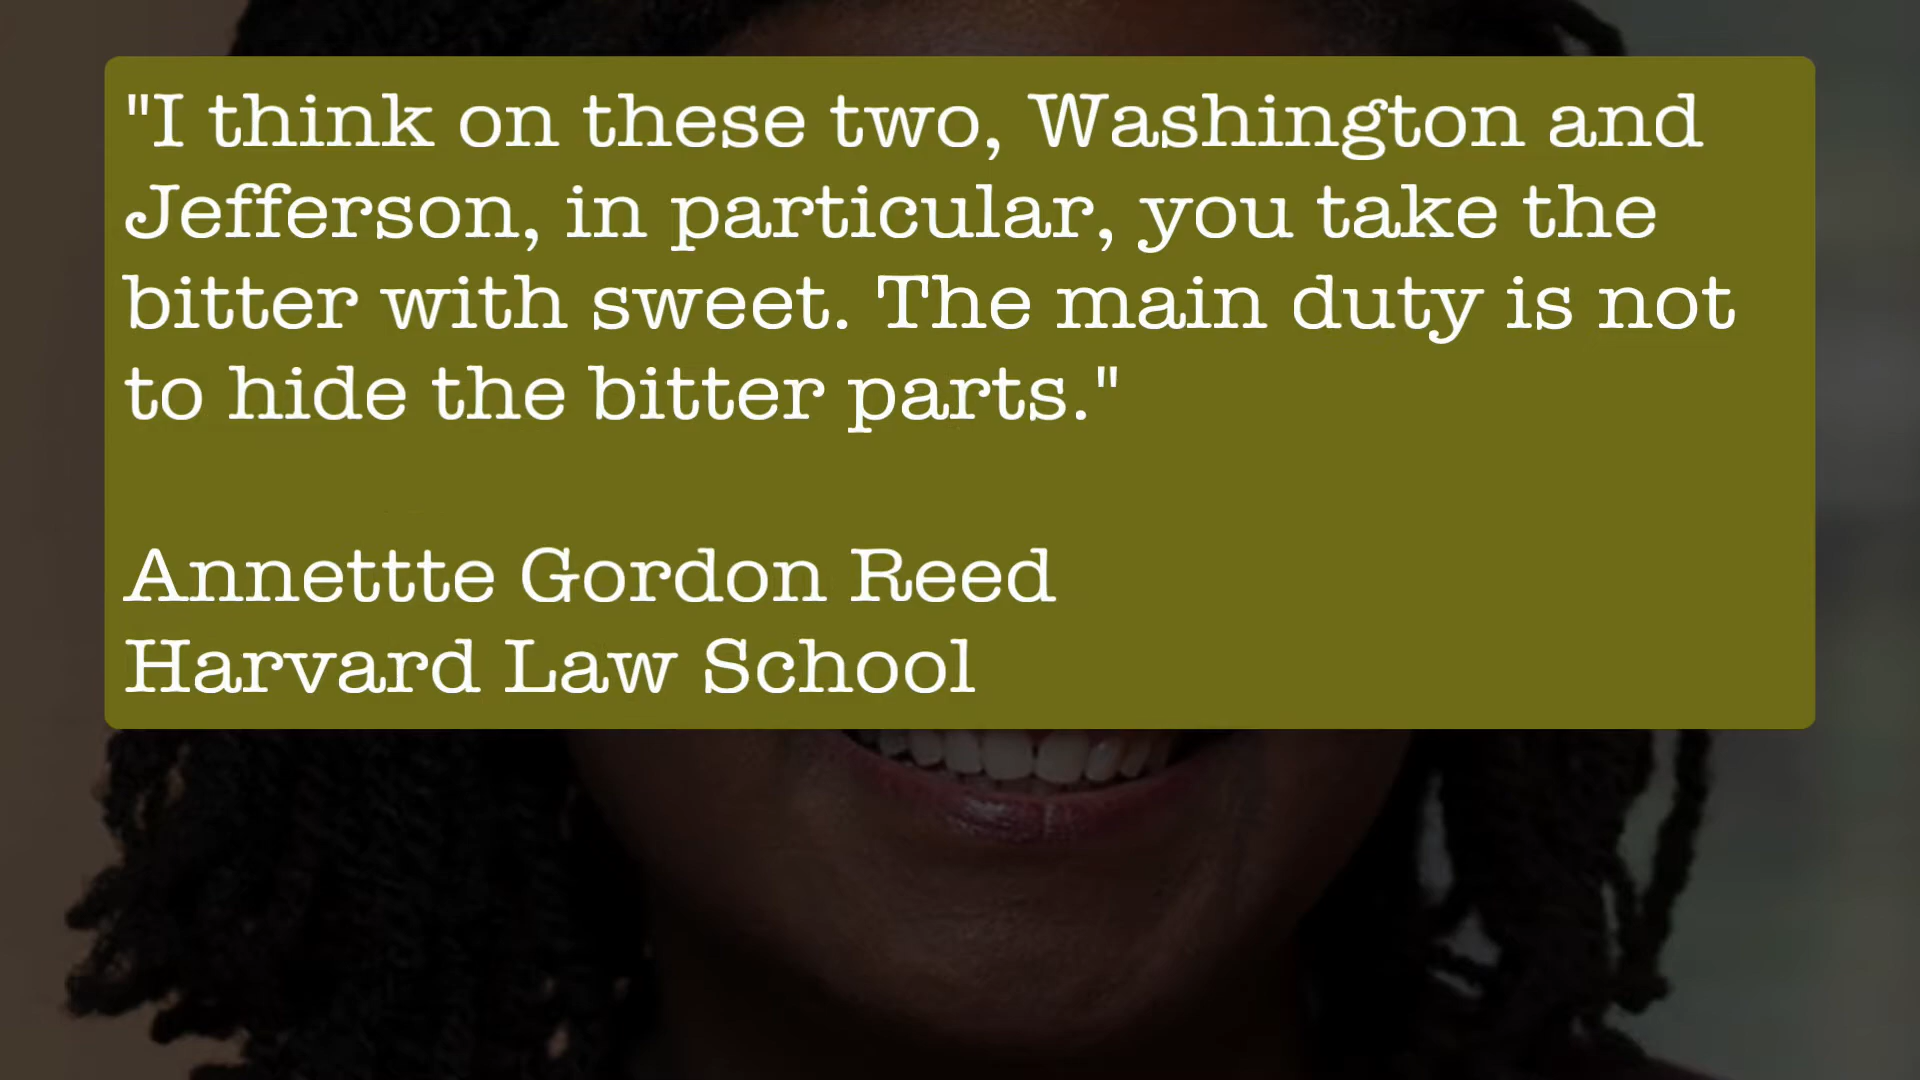 "I think on these two, Washington and
Jefferson, in particular, you take the
bitter with sweet. The main duty is not
to hide the bitter parts."
Annettte Gordon Reed
Harvard Law School